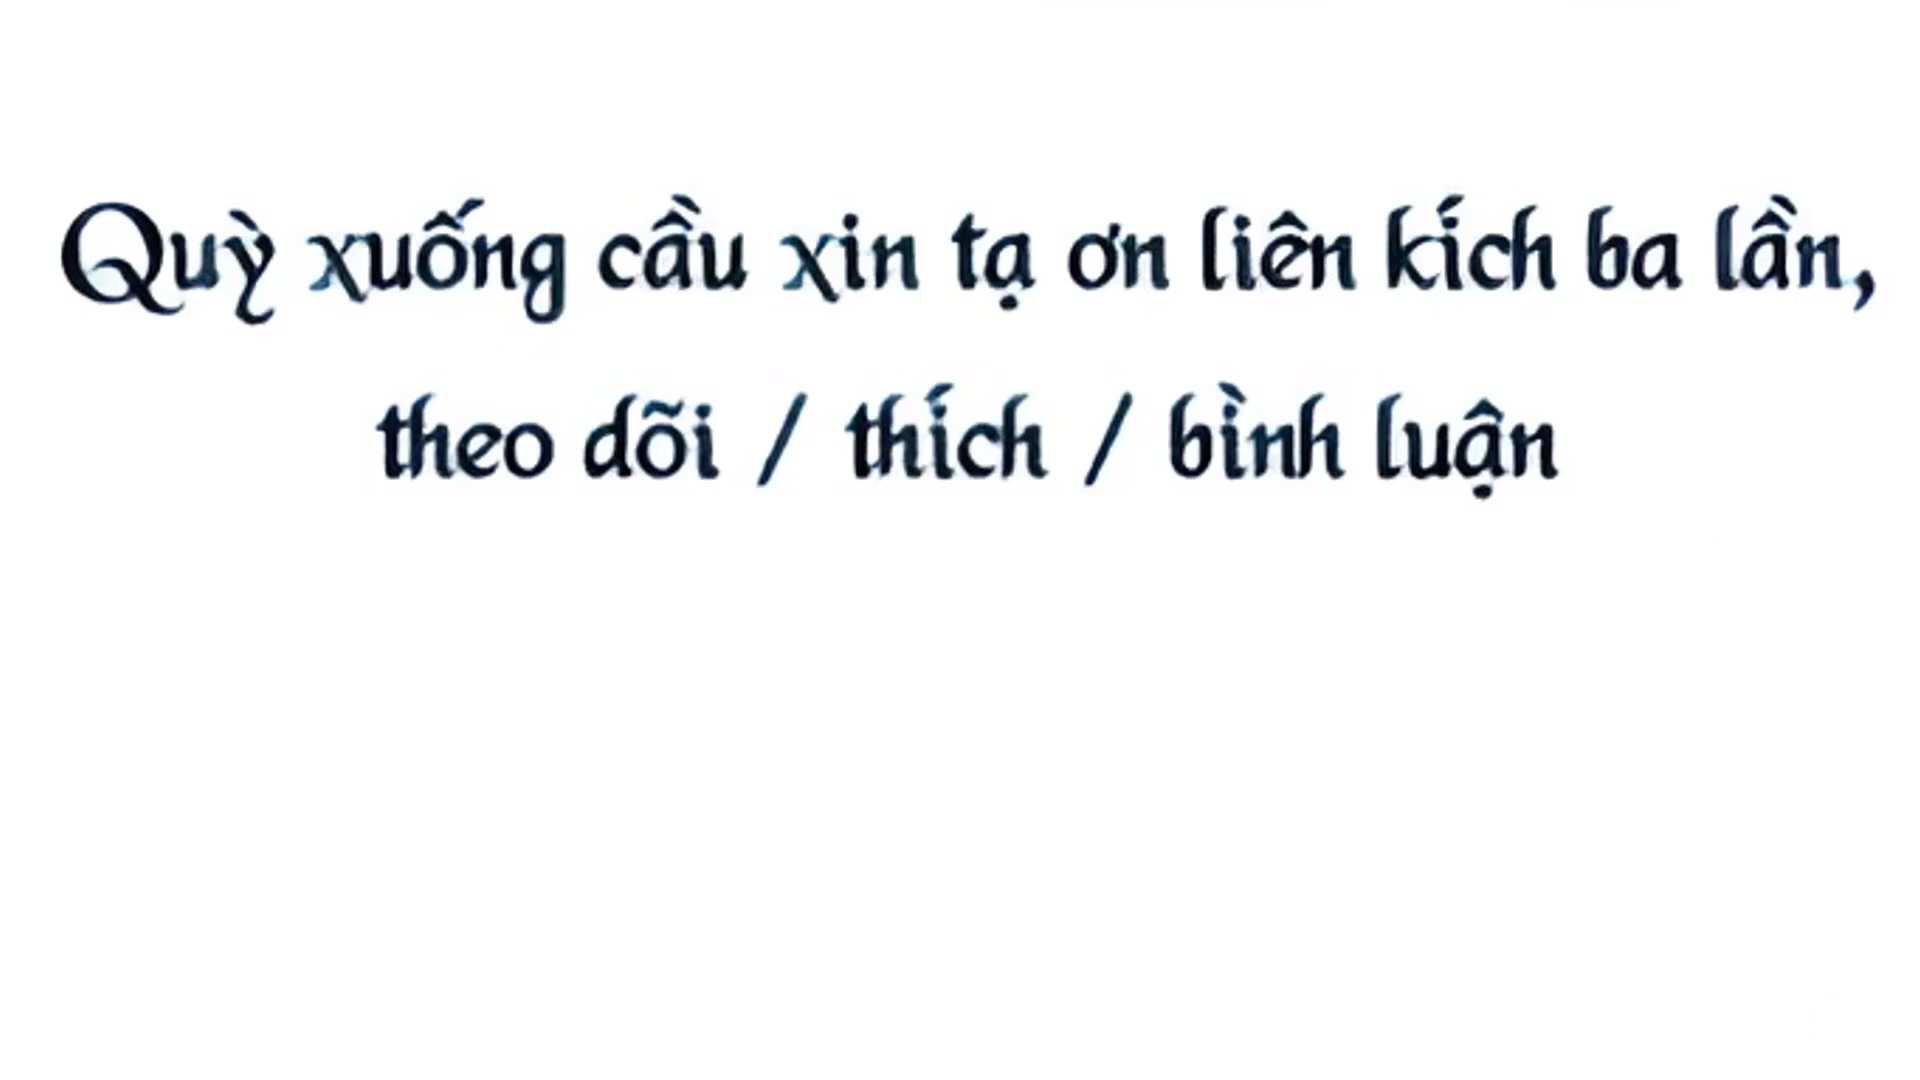 Quỳ xuống cầu xin tạ ơn liên kích ba lần,
theo dõi / thích / bình luận